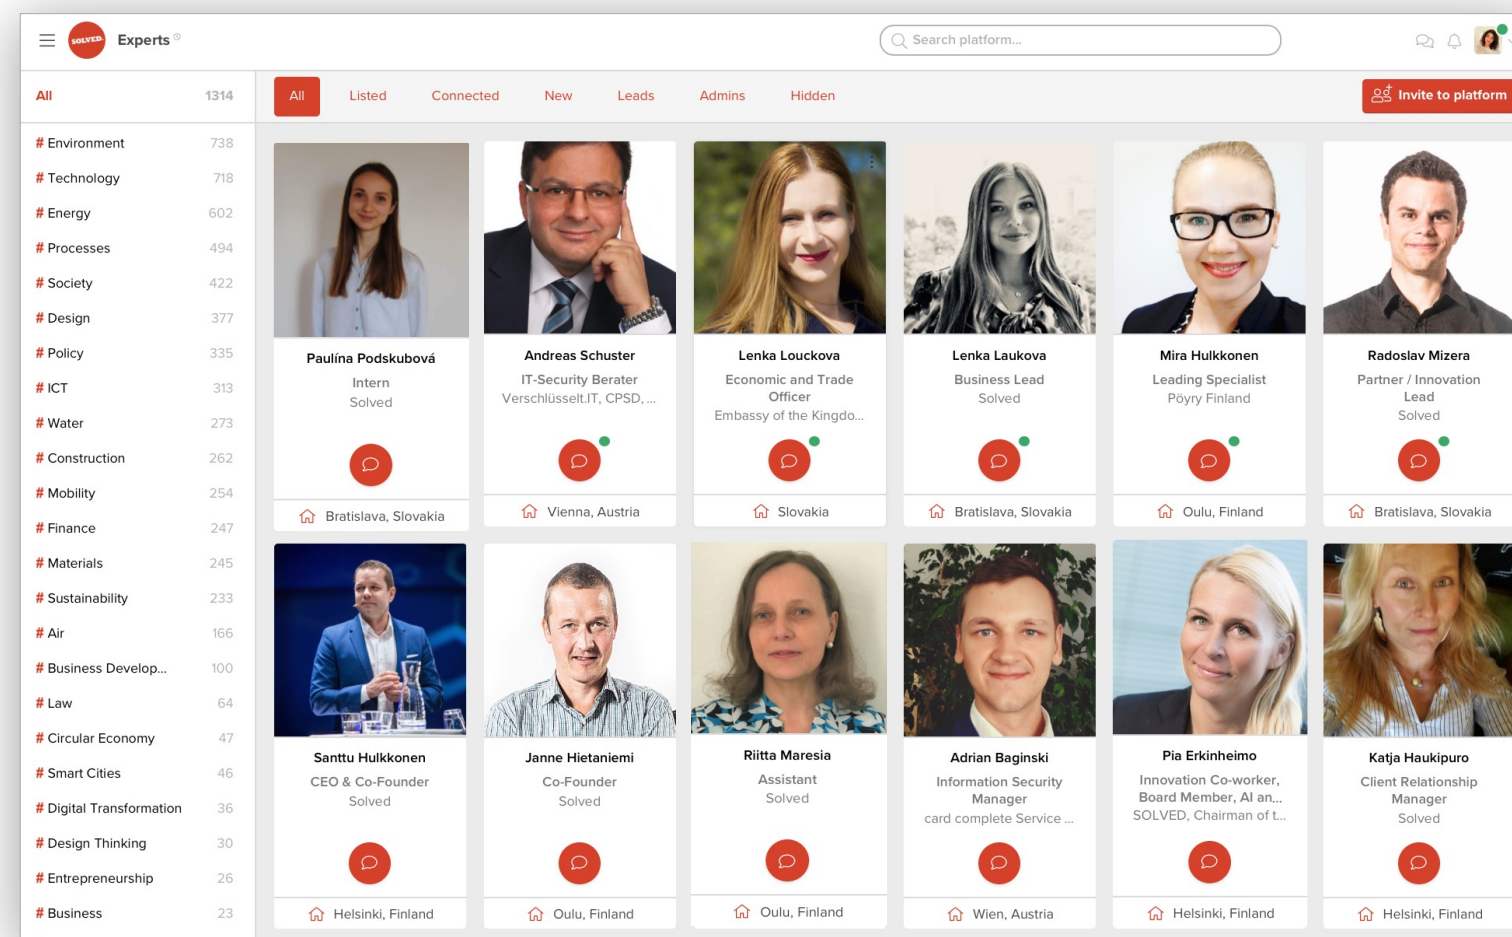 SOLVED. Experts
Search platform...
All 1314
All Listed Connected New Leads Admins Hidden
Invite to platform
# Environment 738
# Technology 718
# Energy 602
# Processes 494
# Society 422
# Design 377
# Policy 335
# ICT 313
# Water 273
# Construction 262
# Mobility 254
# Finance 247
# Materials 245
# Sustainability 233
# Air 166
# Business Develop... 100
# Law 64
# Circular Economy 47
# Smart Cities 46
# Digital Transformation 36
# Design Thinking 30
# Entrepreneurship 26
# Business 23
Paulína Podskubová
Intern
Solved
Bratislava, Slovakia
Andreas Schuster
IT-Security Berater
Verschlüsselt.IT, CPSD, ...
Vienna, Austria
Lenka Louckova
Economic and Trade
Officer
Embassy of the Kingdo...
Slovakia
Lenka Laukova
Business Lead
Solved
Bratislava, Slovakia
Mira Hulkkonen
Leading Specialist
Pöyry Finland
Oulu, Finland
Radoslav Mizera
Partner / Innovation
Lead
Solved
Bratislava, Slovakia
Santtu Hulkkonen
CEO & Co-Founder
Solved
Helsinki, Finland
Janne Hietaniemi
Co-Founder
Solved
Oulu, Finland
Riitta Maresia
Assistant
Solved
Oulu, Finland
Adrian Baginski
Information Security
Manager
card complete Service ...
Wien, Austria
Pia Erkinheimo
Innovation Co-worker,
Board Member, AI an...
SOLVED, Chairman of t...
Helsinki, Finland
Katja Haukipuro
Client Relationship
Manager
Solved
Helsinki, Finland